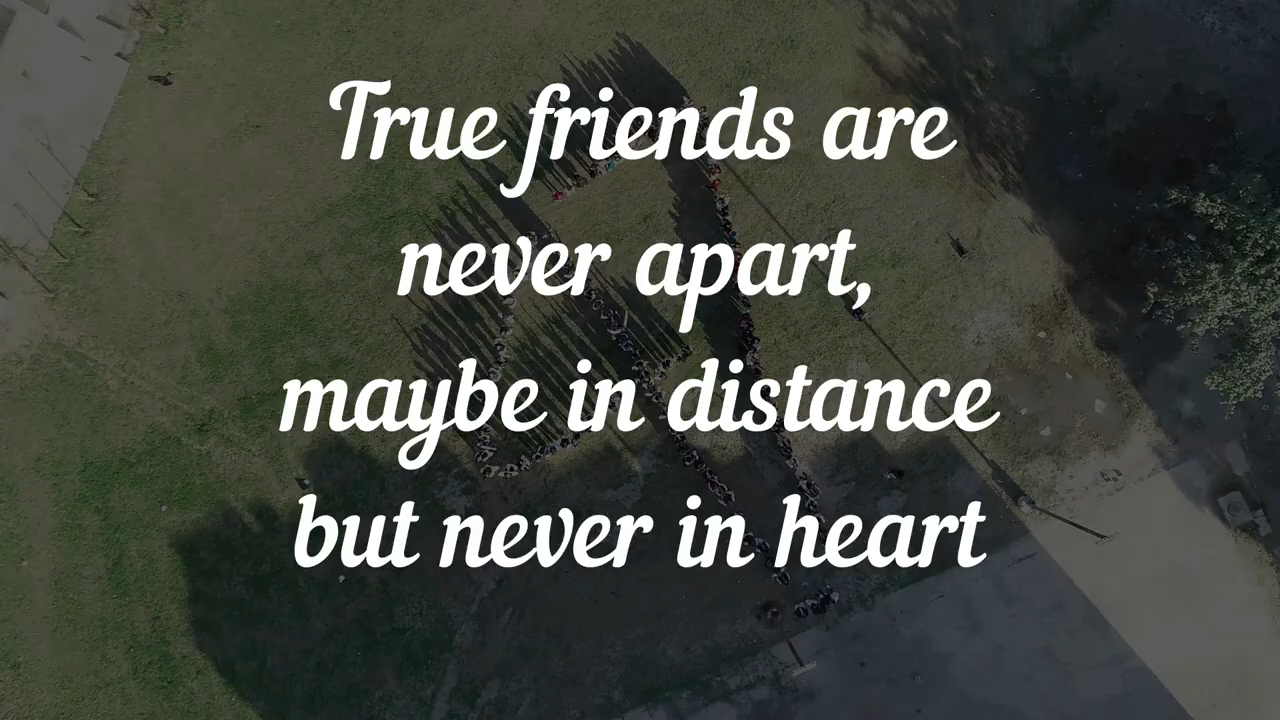 True friends are
never apart,
maybe in distance
but never in heart